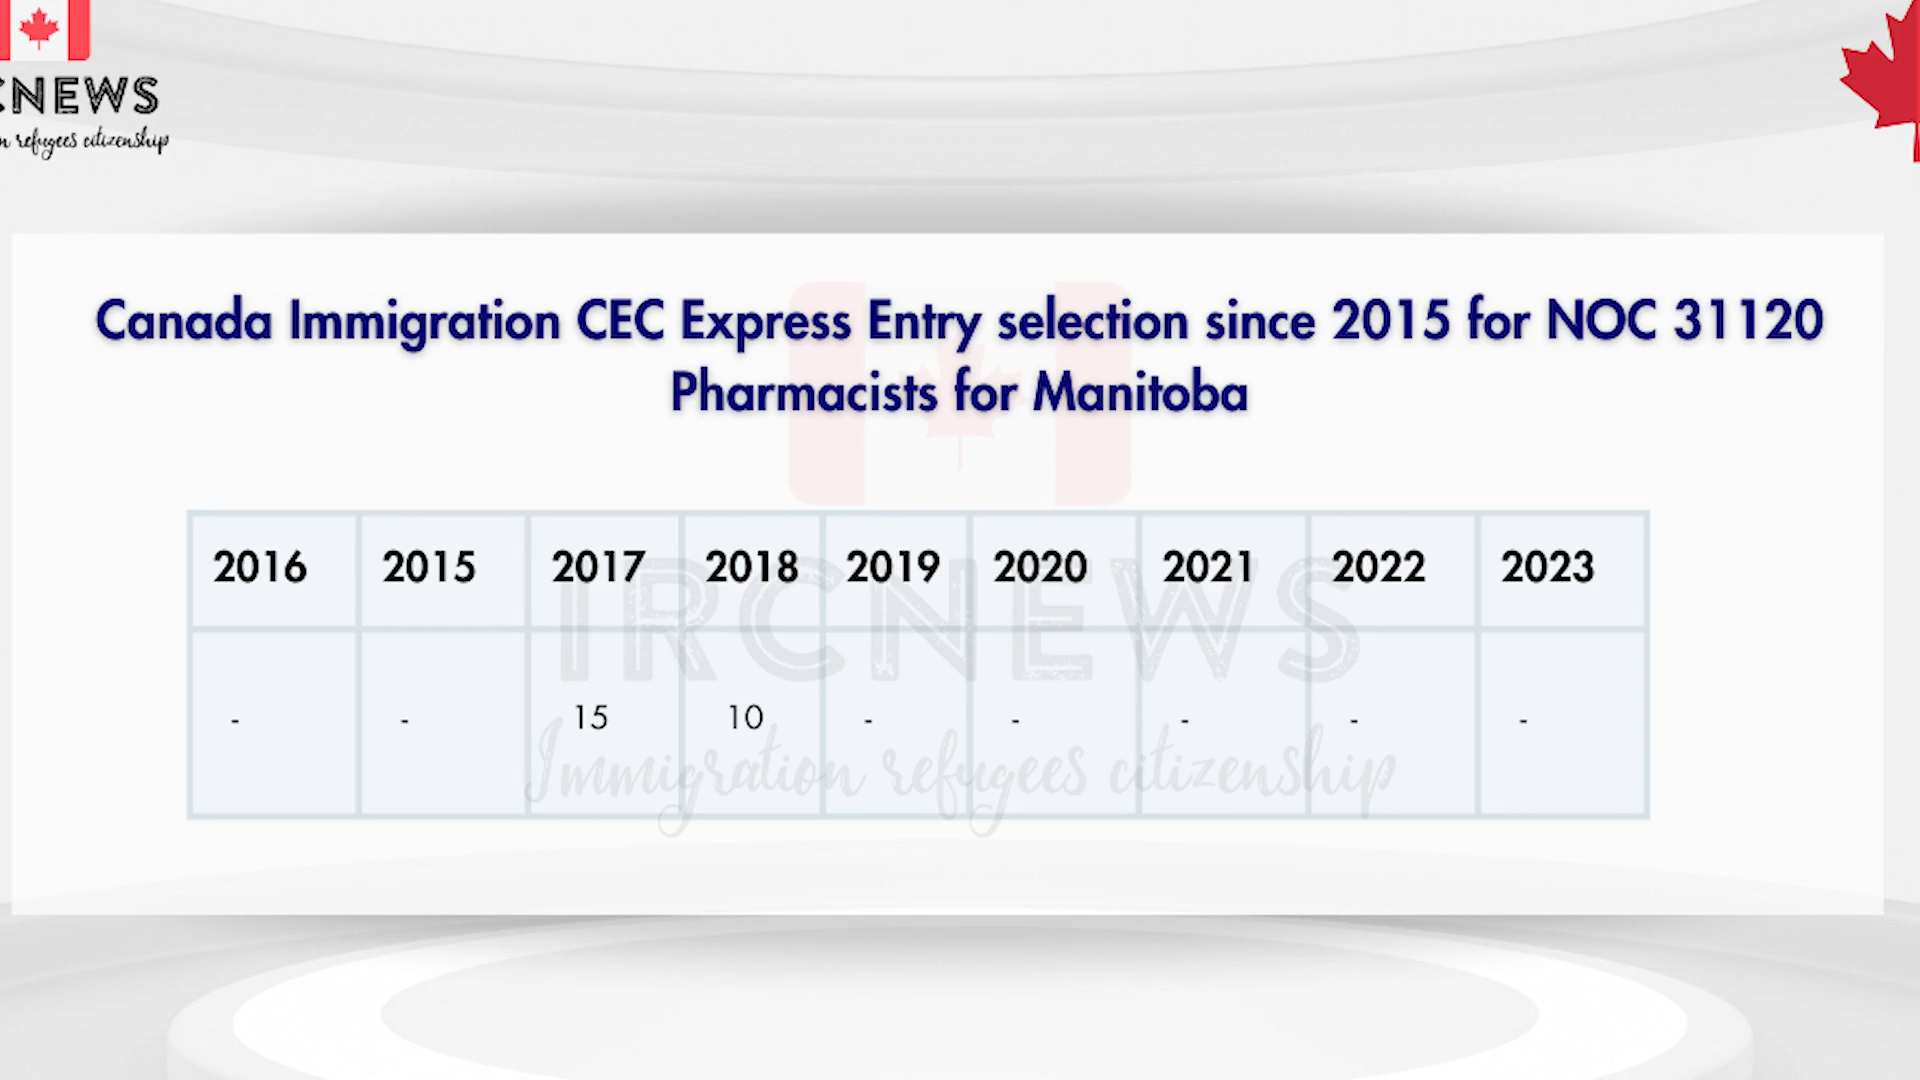 CNEWS
n refugees citizenship
Canada Immigration CEC Express Entry selection since 2015 for NOC 31120
Pharmacists for Manitoba
2016 2015 2017 2018 2019 2020 2021 2022 2023
IRCNEWS
- - 15 10 - - - - -
Immigration refugees citizenship